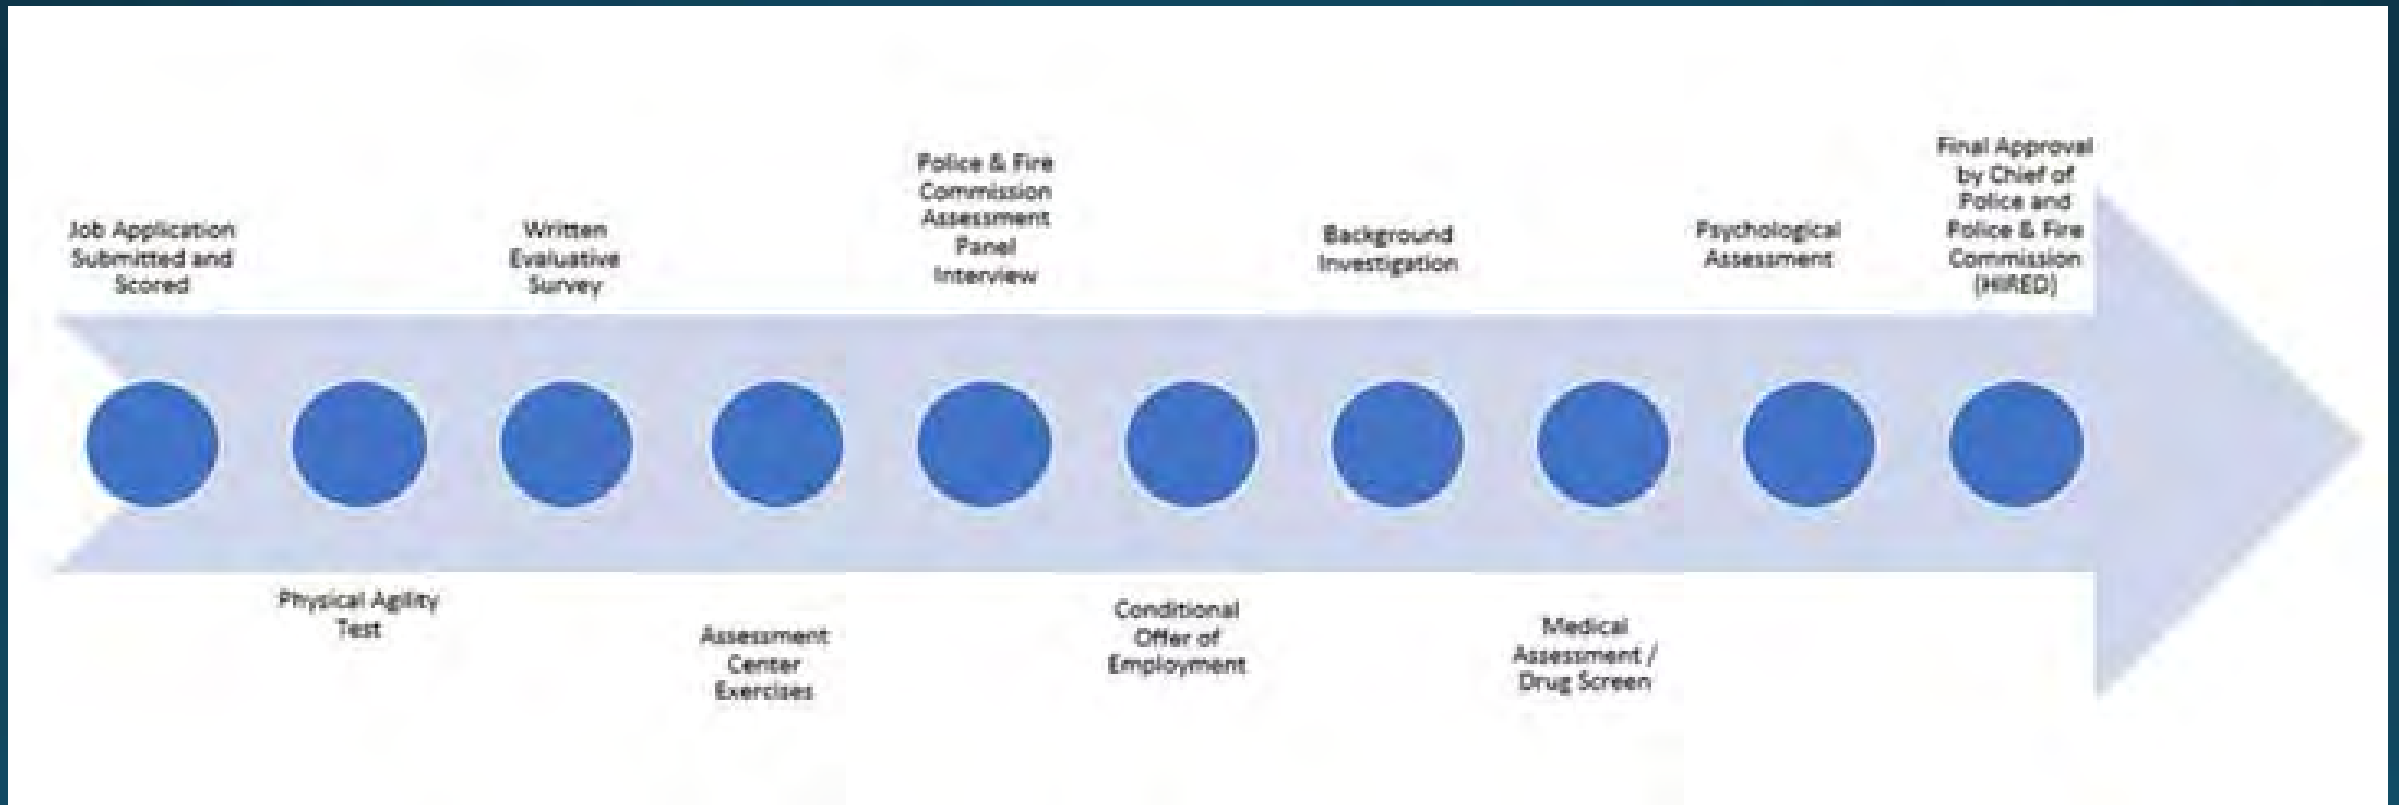 Job Application
Submitted and
Scored
Physical Agility
Test
Written
Evaluative
Survey
Assessment
Center
Exercises
Police & Fire
Commission
Assessment
Panel
Interview
Conditional
Offer of
Employment
Background
Investigation
Medical
Assessment /
Drug Screen
Psychological
Assessment
Final Approval
by Chief of
Police and
Police & Fire
Commission
(HIRED)